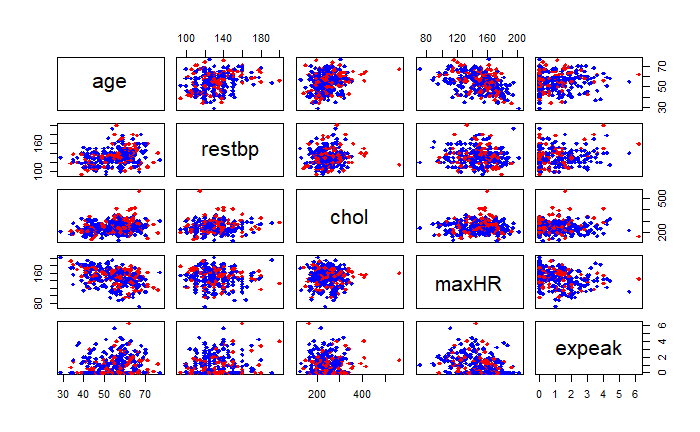 100 140 180
80 120 160 200
age
30 50 70
100 160
restbp
chol
200 500
80 160
maxHR
expeak
0 2 4 6
30 40 50 60 70
200 400
0 1 2 3 4 5 6